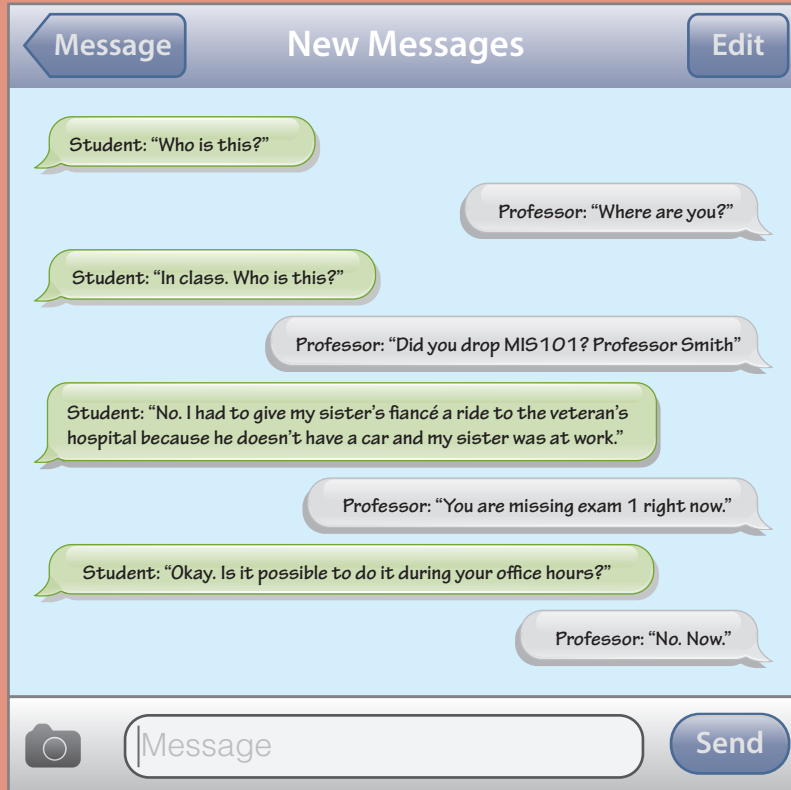 Message
New Messages
Edit
Student: “Who is this?”
Professor: “Where are you?”
Student: “In class. Who is this?”
Professor: “Did you drop MIS101? Professor Smith”
Student: “No. I had to give my sister’s fiancé a ride to the veteran’s
hospital because he doesn’t have a car and my sister was at work.”
Professor: “You are missing exam 1 right now.”
Student: “Okay. Is it possible to do it during your office hours?”
Professor: “No. Now.”
Message
Send